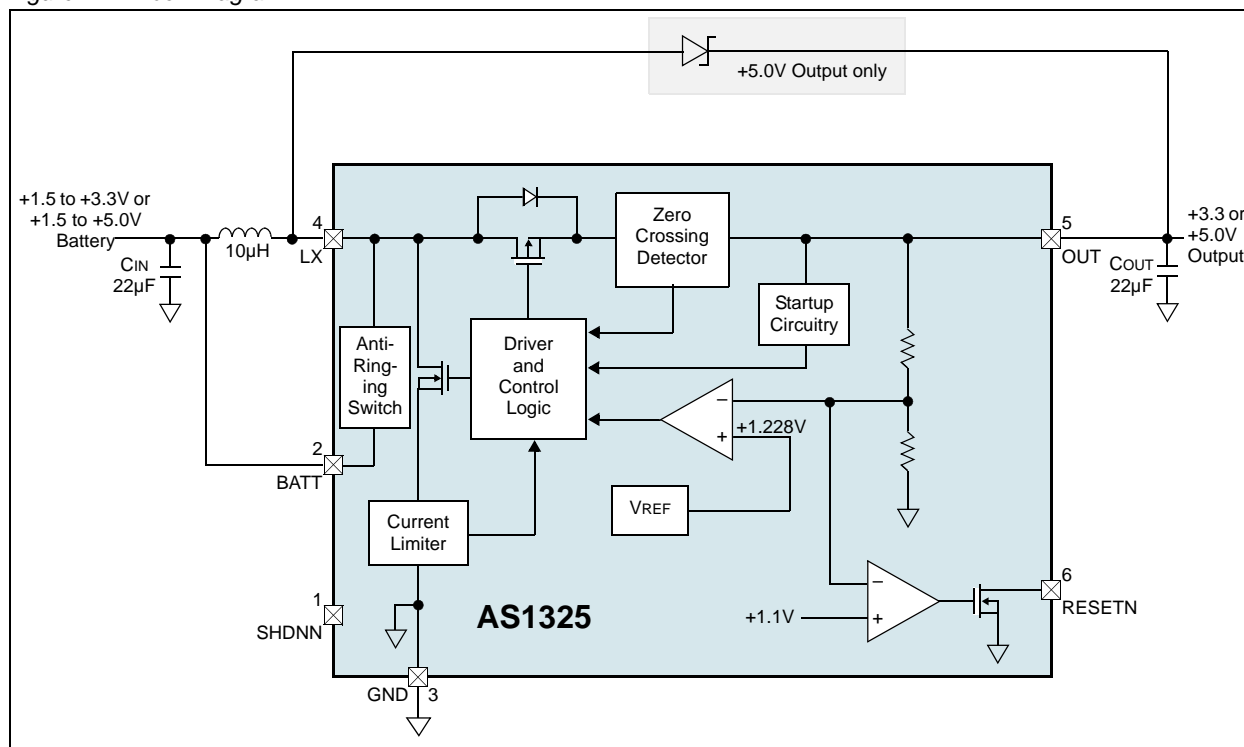 +5.0V Output only
+1.5 to +3.3V or
+1.5 to +5.0V
Battery
CIN
22µF
10µH
4
LX
Zero
Crossing
Detector
5
OUT
+3.3 or
+5.0V
Output
COUT
22µF
Startup
Circuitry
Anti-
Ring-
ing
Switch
Driver
and
Control
Logic
−
+
+1.228V
2
BATT
VREF
Current
Limiter
1
SHDNN
AS1325
+1.1V
−
+
6
RESETN
GND
3